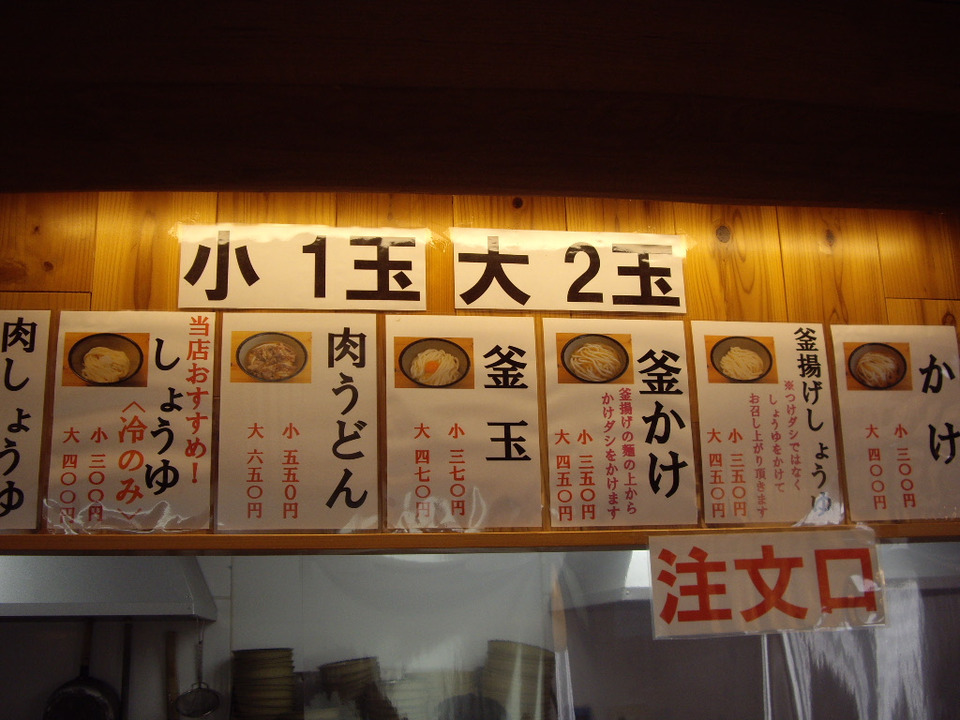 小 1玉
大 2玉
かけ
小 三〇〇円
大 四〇〇円
釜揚げしょうゆ
※つけダシではなく
しょうゆをかけて
お召し上がり頂きます
小 三五〇円
大 四五〇円
釜かけ
釜揚げの麺の上から
かけダシをかけます
小 三五〇円
大 四五〇円
釜玉
小 三七〇円
大 四七〇円
肉うどん
小 五五〇円
大 六五〇円
当店おすすめ!
しょうゆ
〈冷のみ〉
小 三〇〇円
大 四〇〇円
肉しょうゆ
注文口